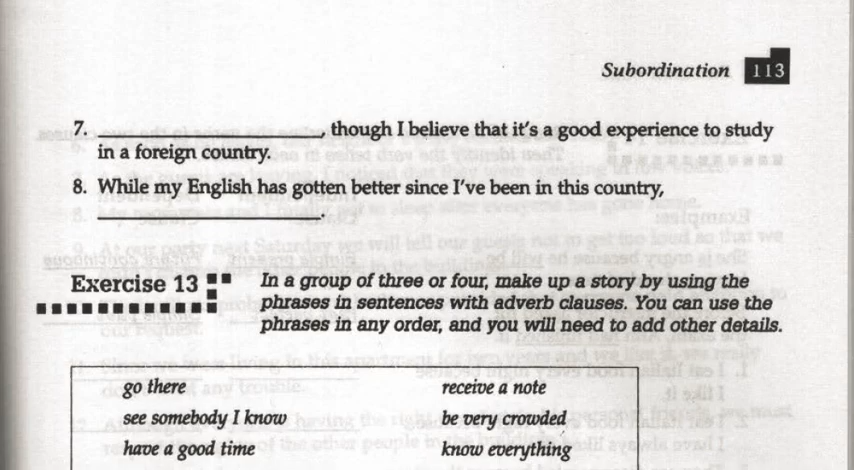 Subordination 113
7. ____________________, though I believe that it's a good experience to study
in a foreign country.
8. While my English has gotten better since I've been in this country,
____________________.
Exercise 13 In a group of three or four, make up a story by using the
phrases in sentences with adverb clauses. You can use the
phrases in any order, and you will need to add other details.
go there receive a note
see somebody I know be very crowded
have a good time know everything